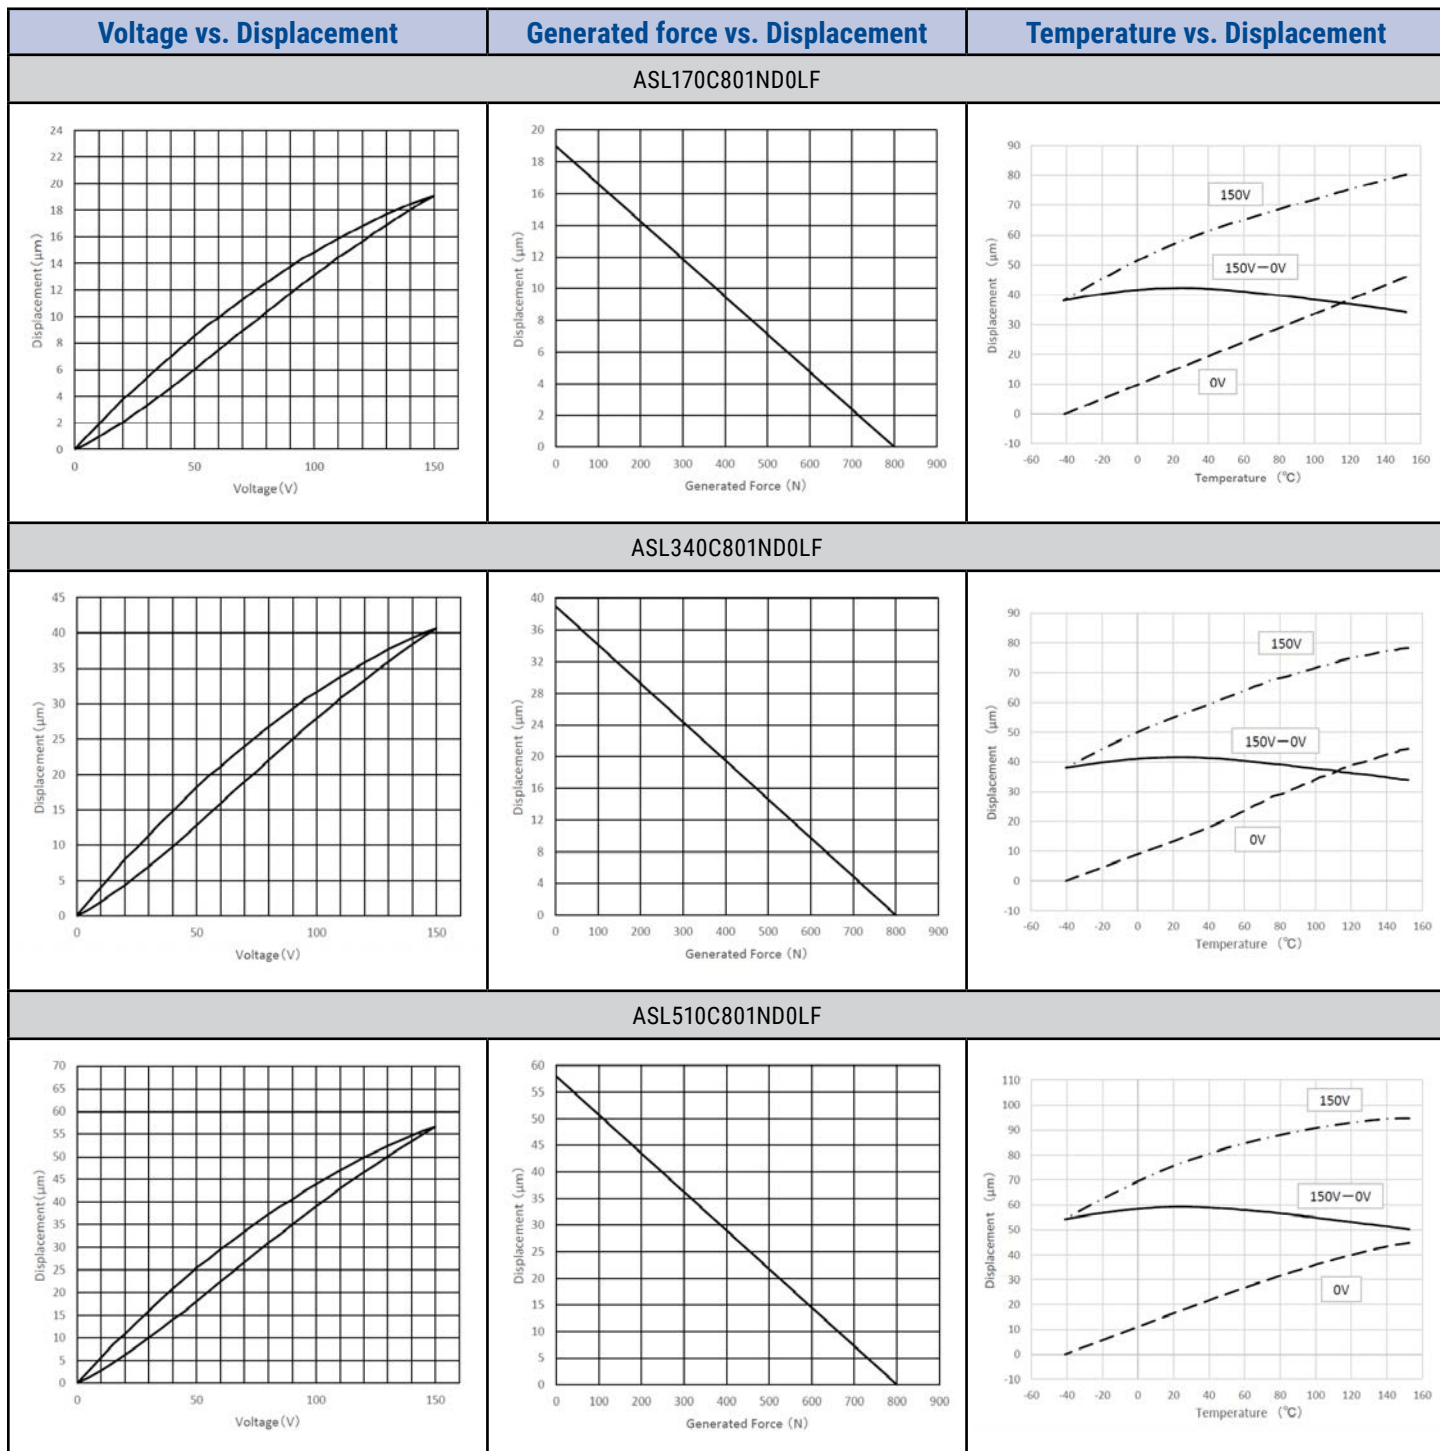 Voltage vs. Displacement
Generated force vs. Displacement
Temperature vs. Displacement
ASL170C801ND0LF
24
22
20
18
16
14
12
10
8
6
4
2
0
Displacement(μm)
0 50 100 150
Voltage(V)
20
18
16
14
12
10
8
6
4
2
0
Displacement (μm)
0 100 200 300 400 500 600 700 800 900
Generated Force (N)
90
80
70
60
50
40
30
20
10
0
-10
Displacement (μm)
150V
150V－0V
0V
-60 -40 -20 0 20 40 60 80 100 120 140 160
Temperature (℃)
ASL340C801ND0LF
45
40
35
30
25
20
15
10
5
0
Displacement(μm)
0 50 100 150
Voltage(V)
40
36
32
28
24
20
16
12
8
4
0
Displacement (μm)
0 100 200 300 400 500 600 700 800 900
Generated Force (N)
90
80
70
60
50
40
30
20
10
0
-10
Displacement (μm)
150V
150V－0V
0V
-60 -40 -20 0 20 40 60 80 100 120 140 160
Temperature (℃)
ASL510C801ND0LF
70
65
60
55
50
45
40
35
30
25
20
15
10
5
0
Displacement(μm)
0 50 100 150
Voltage(V)
60
55
50
45
40
35
30
25
20
15
10
5
0
Displacement (μm)
0 100 200 300 400 500 600 700 800 900
Generated Force (N)
110
100
90
80
70
60
50
40
30
20
10
0
-10
Displacement (μm)
150V
150V－0V
0V
-60 -40 -20 0 20 40 60 80 100 120 140 160
Temperature (℃)